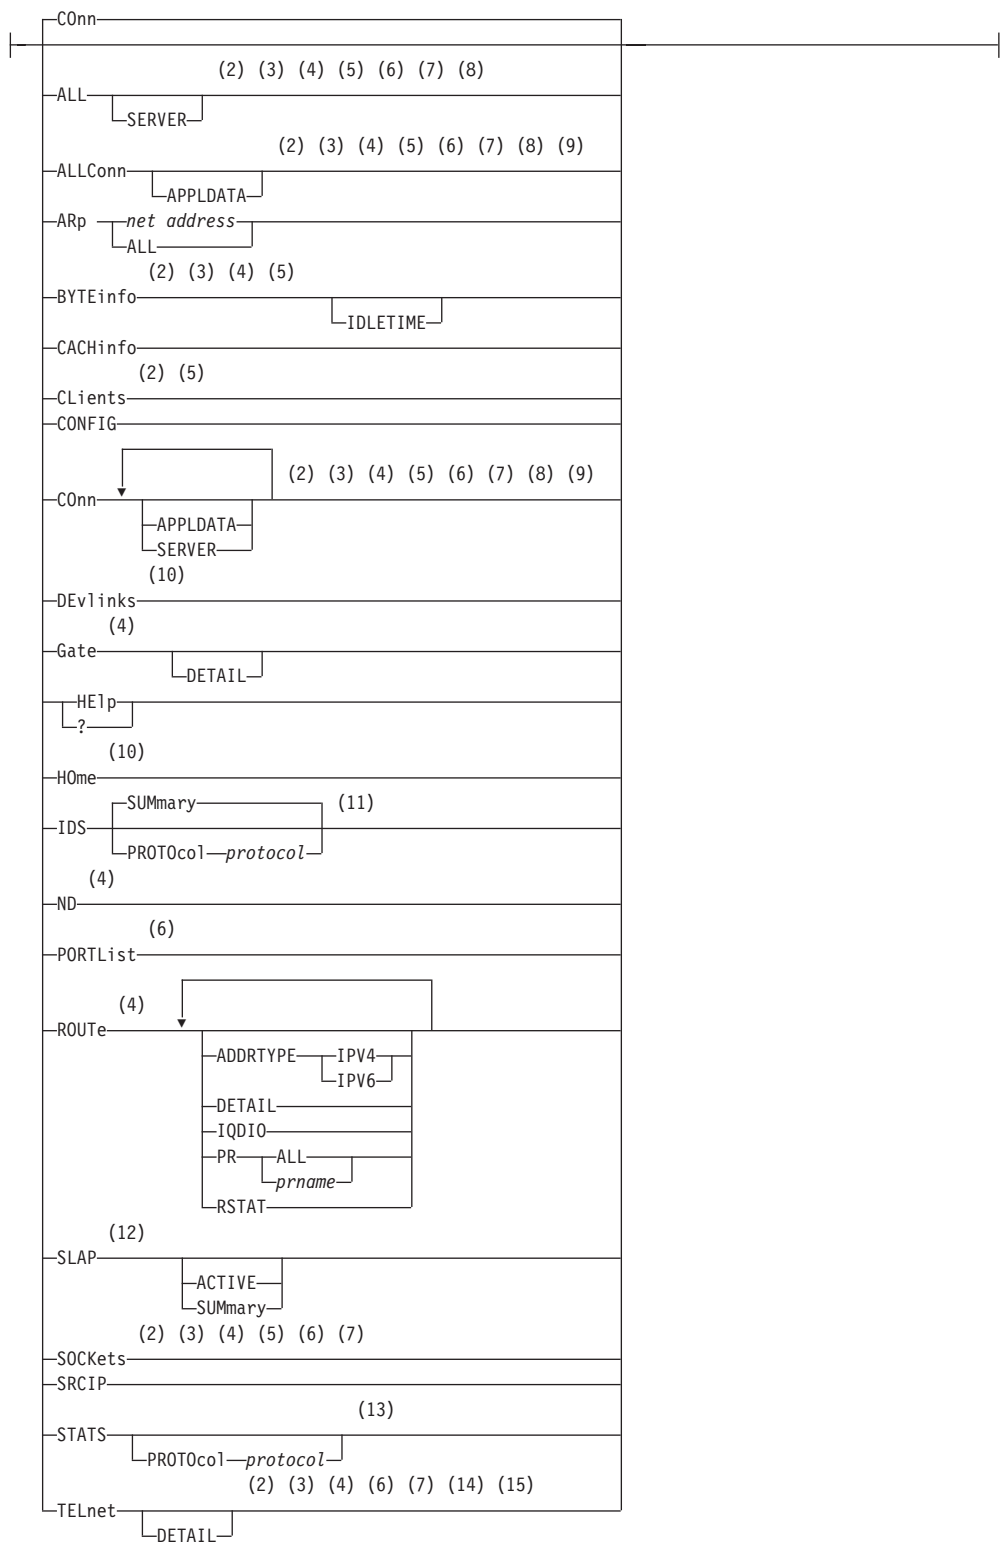 COnn
(2) (3) (4) (5) (6) (7) (8)
ALL
SERVER
(2) (3) (4) (5) (6) (7) (8) (9)
ALLConn
APPLDATA
ARp net address
ALL
(2) (3) (4) (5)
BYTEinfo
IDLETIME
CACHinfo
(2) (5)
CLients
CONFIG
(2) (3) (4) (5) (6) (7) (8) (9)
COnn
APPLDATA
SERVER
(10)
DEvlinks
(4)
Gate
DETAIL
HElp
?
(10)
HOme
SUMmary (11)
IDS
PROTOcol protocol
(4)
ND
(6)
PORTList
(4)
ROUTe
ADDRTYPE IPV4
IPV6
DETAIL
IQDIO
PR ALL
prname
RSTAT
(12)
SLAP
ACTIVE
SUMmary
(2) (3) (4) (5) (6) (7)
SOCKets
SRCIP
(13)
STATS
PROTOcol protocol
(2) (3) (4) (6) (7) (14) (15)
TELnet
DETAIL